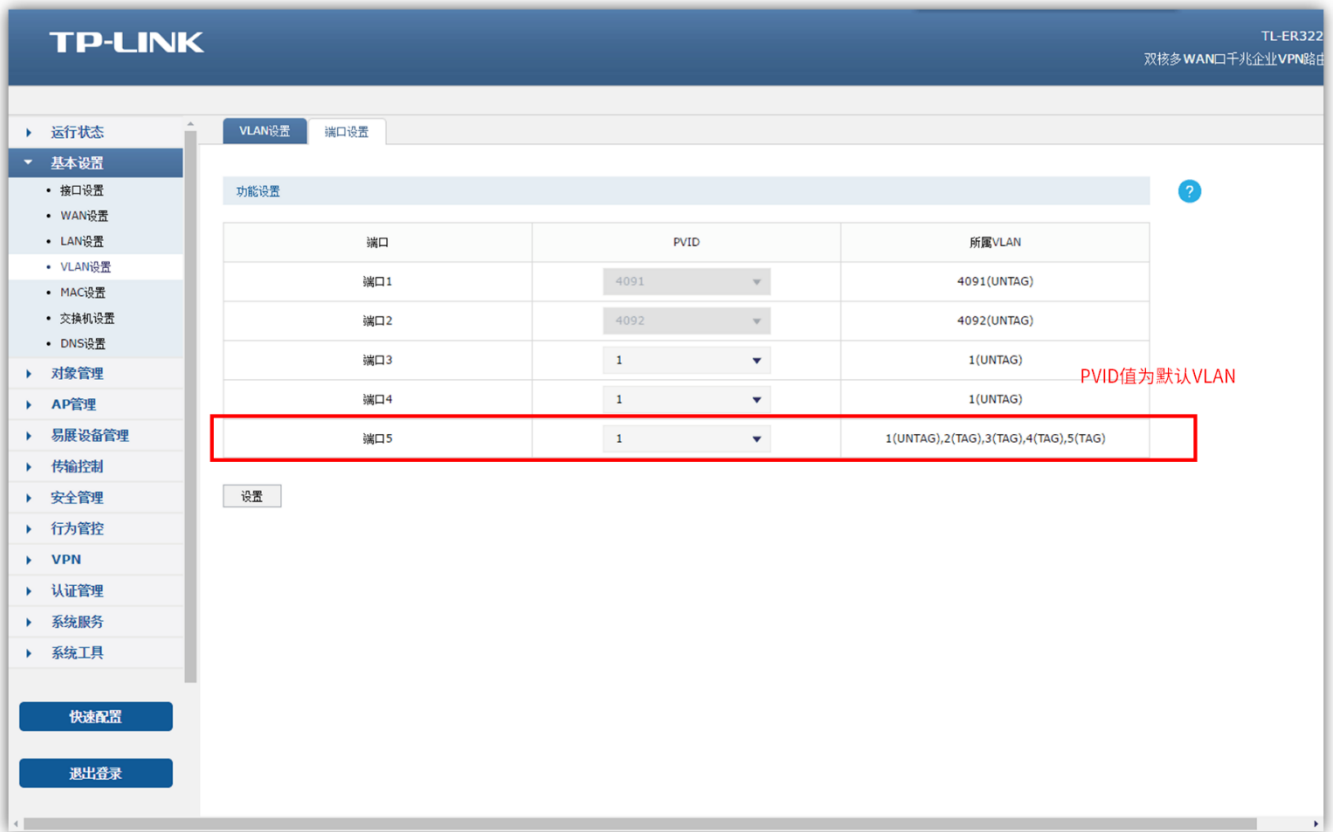 TP-LINK
TL-ER322
双核多WAN口千兆企业VPN路由
运行状态
基本设置
接口设置
WAN设置
LAN设置
VLAN设置
MAC设置
交换机设置
DNS设置
对象管理
AP管理
易展设备管理
传输控制
安全管理
行为管控
VPN
认证管理
系统服务
系统工具
快速配置
退出登录
VLAN设置 端口设置
功能设置
?
端口 PVID 所属VLAN
端口1 4091 4091(UNTAG)
端口2 4092 4092(UNTAG)
端口3 1 1(UNTAG)
PVID值为默认VLAN
端口4 1 1(UNTAG)
端口5 1 1(UNTAG),2(TAG),3(TAG),4(TAG),5(TAG)
设置